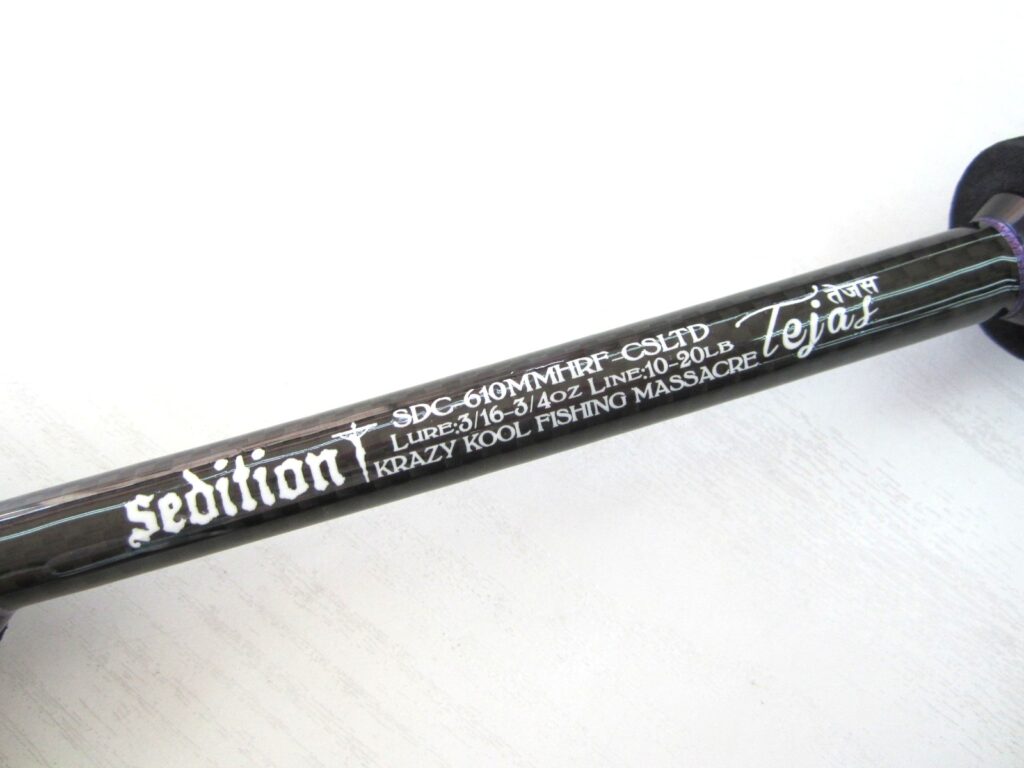 sedition
SDC-610MMHRF-CSLTD
LURE:3/16-3/4OZ LINE:10-20LB
KRAZY KOOL FISHING MASSACRE
तेजस
Tejas